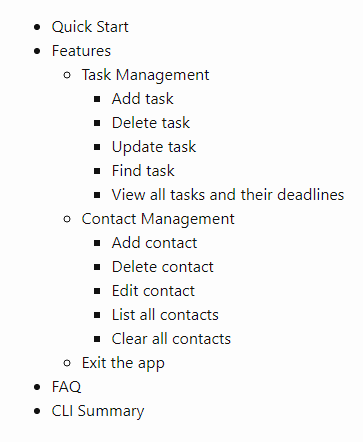 Quick Start
Features
Task Management
Add task
Delete task
Update task
Find task
View all tasks and their deadlines
Contact Management
Add contact
Delete contact
Edit contact
List all contacts
Clear all contacts
Exit the app
FAQ
CLI Summary